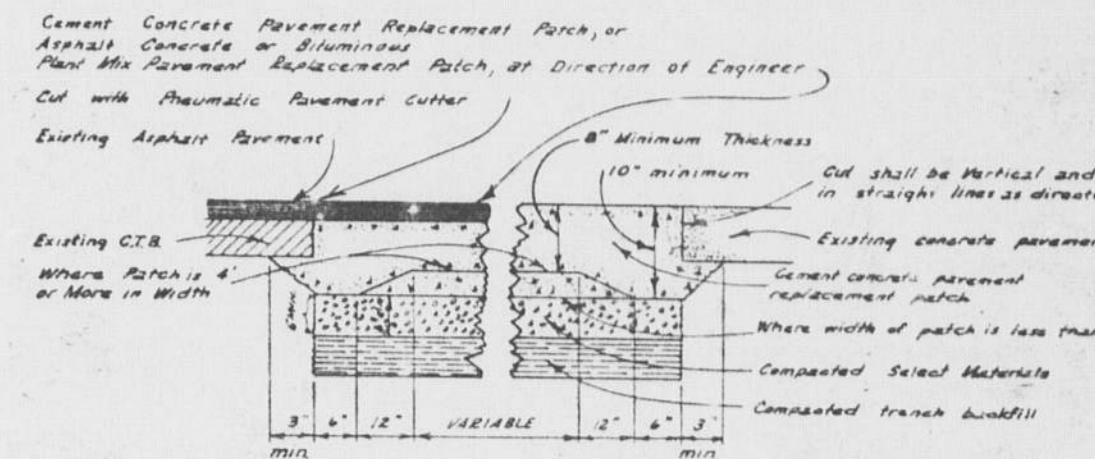 Cement Concrete Pavement Replacement Patch, or
Asphalt Concrete or Bituminous
Plant Mix Pavement Replacement Patch, at Direction of Engineer
Cut with Pneumatic Pavement Cutter
Existing Asphalt Pavement
8" Minimum Thickness
10" minimum
Cut shall be Vertical and
in straight lines as directe
Existing C.T.B.
Existing concrete pavemen
Where Patch is 4'
or More in Width
Cement concrete pavement
replacement patch
6" MIN.
Where width of patch is less than
Compacted Select Materials
Compacted trench backfill
3" 6" 12" VARIABLE 12" 6" 3"
min min